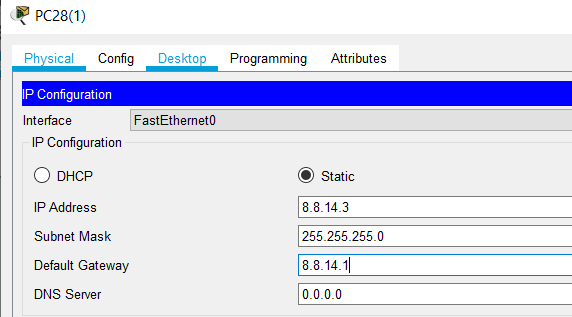 PC28(1)
Physical Config Desktop Programming Attributes
IP Configuration
Interface FastEthernet0
IP Configuration
DHCP Static
IP Address 8.8.14.3
Subnet Mask 255.255.255.0
Default Gateway 8.8.14.1
DNS Server 0.0.0.0